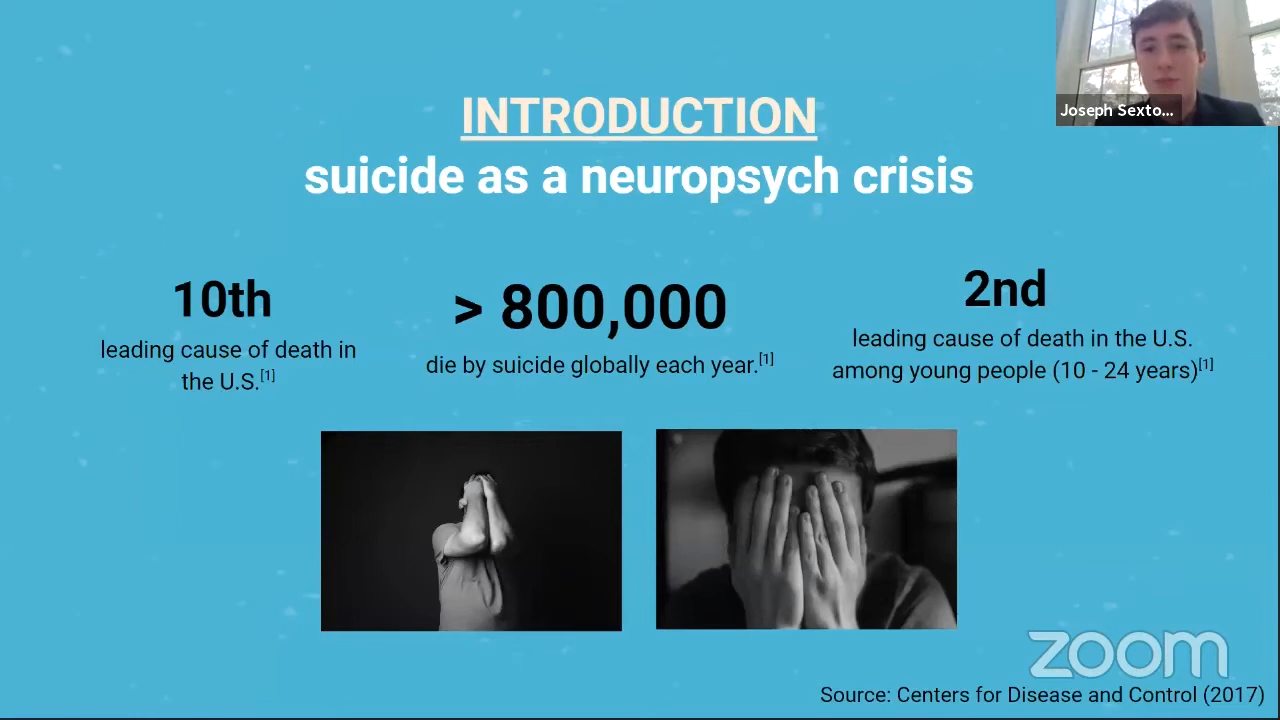 Joseph Sexto...
INTRODUCTION
suicide as a neuropsych crisis
10th
leading cause of death in
the U.S.[1]
> 800,000
die by suicide globally each year.[1]
2nd
leading cause of death in the U.S.
among young people (10 - 24 years)[1]
zoom
Source: Centers for Disease and Control (2017)